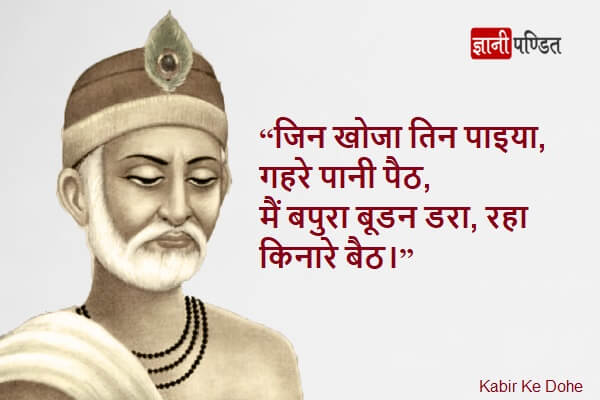 ज्ञानी पण्डित
“जिन खोजा तिन पाइया,
गहरे पानी पैठ,
मैं बपुरा बूडन डरा, रहा
किनारे बैठ।”
Kabir Ke Dohe